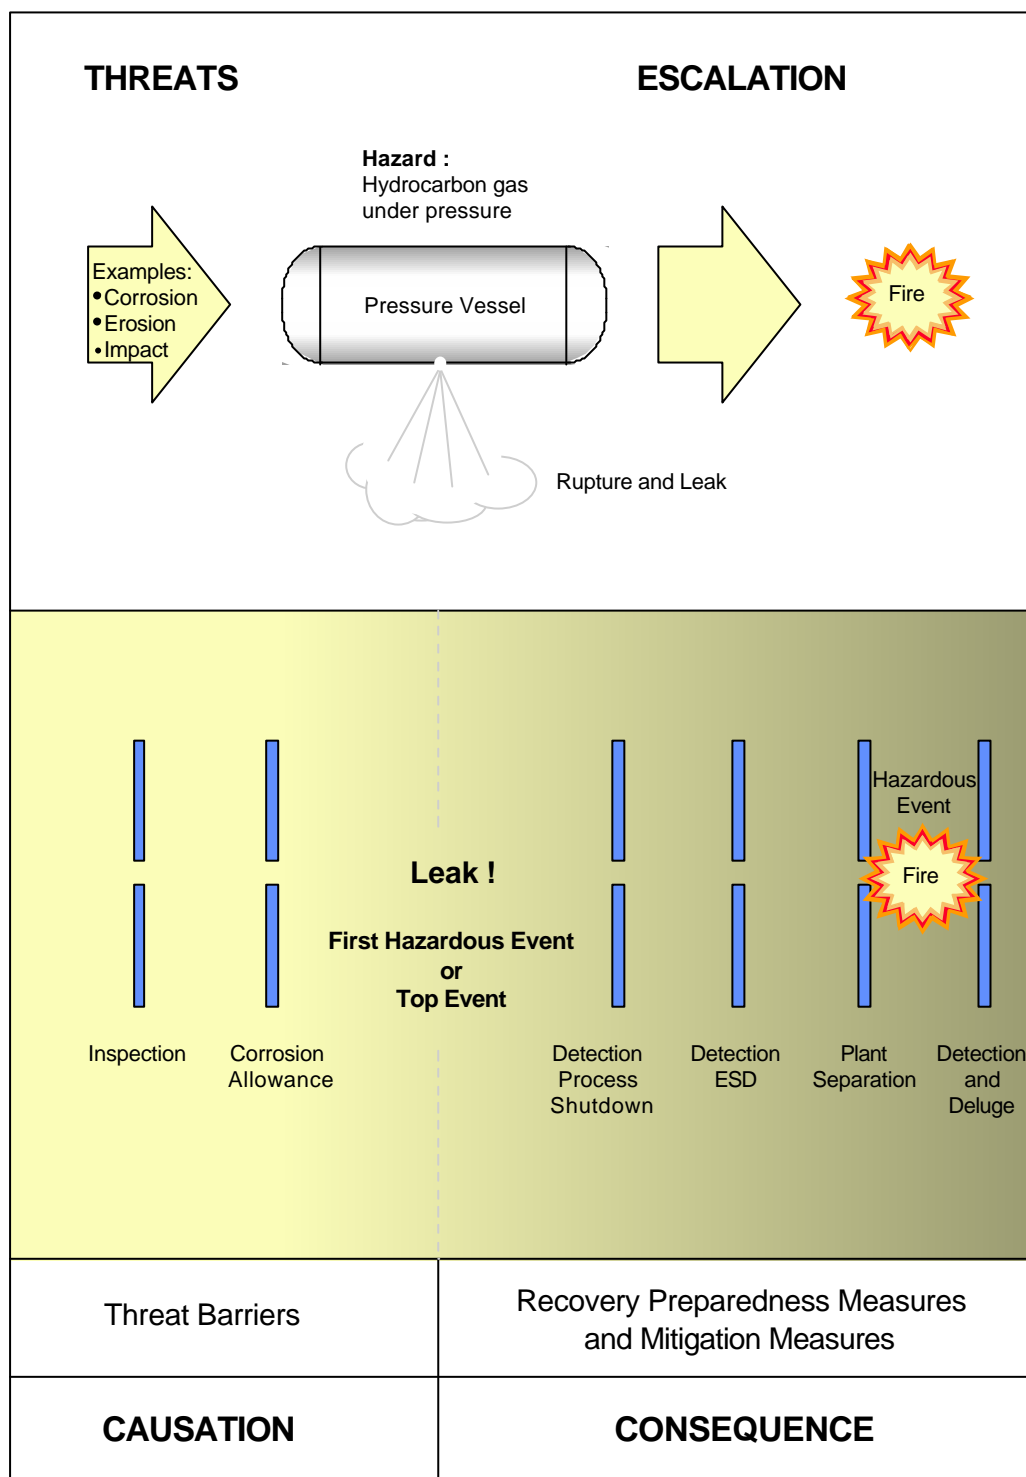 THREATS
ESCALATION
Hazard :
Hydrocarbon gas
under pressure
Examples:
• Corrosion
• Erosion
• Impact
Pressure Vessel
Fire
Rupture and Leak
Hazardous
Event
Fire
Leak !
First Hazardous Event
or
Top Event
Inspection
Corrosion
Allowance
Detection
Process
Shutdown
Detection
ESD
Plant
Separation
Detection
and
Deluge
Threat Barriers
Recovery Preparedness Measures
and Mitigation Measures
CAUSATION
CONSEQUENCE